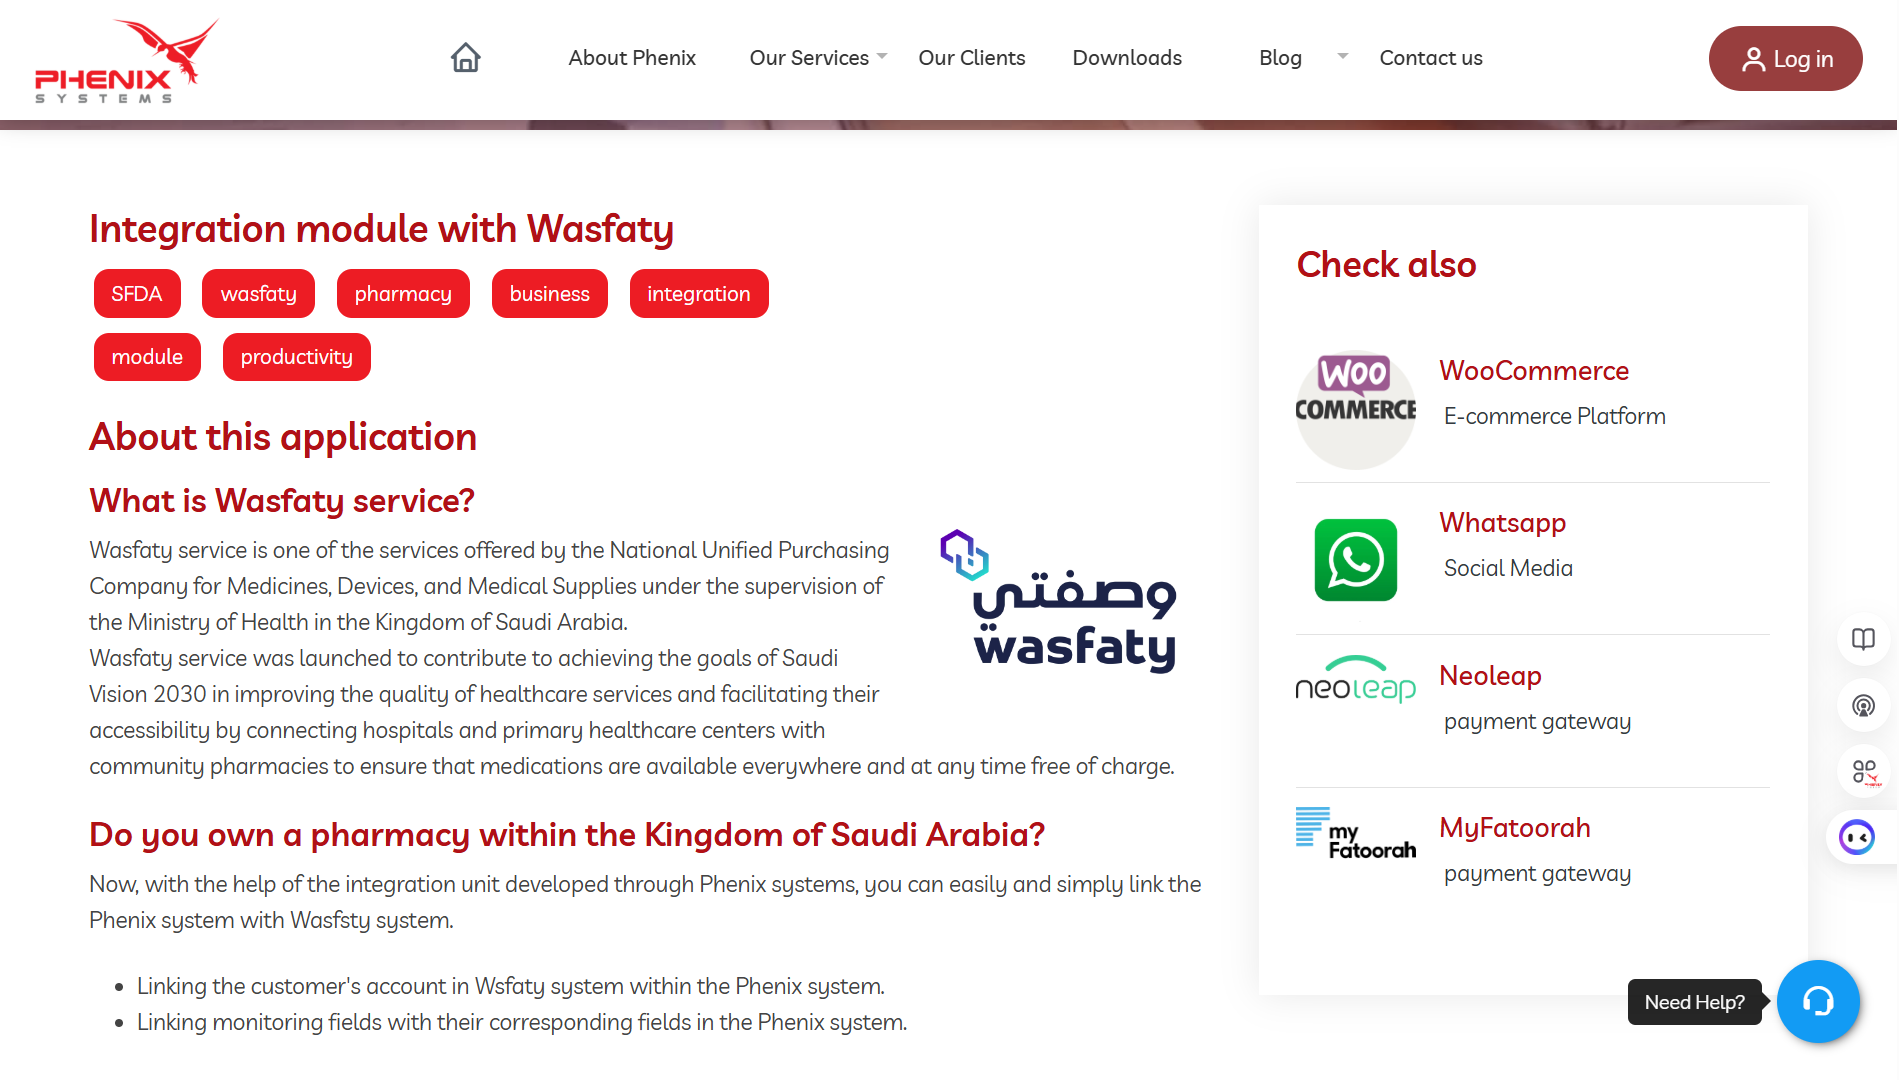 PHENIX
SYSTEMS
About Phenix
Our Services
Our Clients
Downloads
Blog
Contact us
Log in
Integration module with Wasfaty
SFDA
wasfaty
pharmacy
business
integration
module
productivity
About this application
What is Wasfaty service?
Wasfaty service is one of the services offered by the National Unified Purchasing
Company for Medicines, Devices, and Medical Supplies under the supervision of
the Ministry of Health in the Kingdom of Saudi Arabia.
Wasfaty service was launched to contribute to achieving the goals of Saudi
Vision 2030 in improving the quality of healthcare services and facilitating their
accessibility by connecting hospitals and primary healthcare centers with
community pharmacies to ensure that medications are available everywhere and at any time free of charge.
وصفتي
wasfaty
Do you own a pharmacy within the Kingdom of Saudi Arabia?
Now, with the help of the integration unit developed through Phenix systems, you can easily and simply link the
Phenix system with Wasfsty system.
Linking the customer's account in Wsfaty system within the Phenix system.
Linking monitoring fields with their corresponding fields in the Phenix system.
Check also
WOO
COMMERCE
WooCommerce
E-commerce Platform
Whatsapp
Social Media
neoleap
Neoleap
payment gateway
my
Fatoorah
MyFatoorah
payment gateway
Need Help?